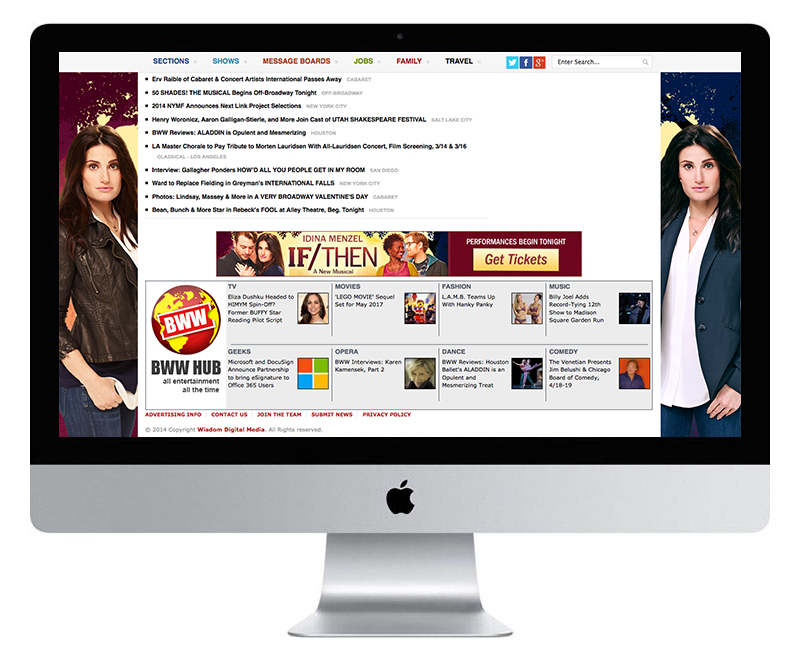 SECTIONS SHOWS MESSAGE BOARDS JOBS FAMILY TRAVEL f g+ Enter Search...
Erv Raible of Cabaret & Concert Artists International Passes Away CABARET
50 SHADES! THE MUSICAL Begins Off-Broadway Tonight OFF-BROADWAY
2014 NYMF Announces Next Link Project Selections NEW YORK CITY
Henry Woronicz, Aaron Galligan-Stierle, and More Join Cast of UTAH SHAKESPEARE FESTIVAL SALT LAKE CITY
BWW Reviews: ALADDIN is Opulent and Mesmerizing HOUSTON
LA Master Chorale to Pay Tribute to Morten Lauridsen With All-Lauridsen Concert, Film Screening, 3/14 & 3/16
CLASSICAL - LOS ANGELES
Interview: Gallagher Ponders HOW'D ALL YOU PEOPLE GET IN MY ROOM SAN DIEGO
Ward to Replace Fielding in Greyman's INTERNATIONAL FALLS NEW YORK CITY
Photos: Lindsay, Massey & More in A VERY BROADWAY VALENTINE'S DAY CABARET
Bean, Bunch & More Star in Rebeck's FOOL at Alley Theatre, Beg. Tonight HOUSTON
IDINA MENZEL
IF/THEN
A New Musical
PERFORMANCES BEGIN TONIGHT
Get Tickets
BWW
BWW HUB
all entertainment
all the time
TV
Eliza Dushku Headed to
HIMYM Spin-Off?
Former BUFFY Star
Reading Pilot Script
MOVIES
'LEGO MOVIE' Sequel
Set for May 2017
FASHION
L.A.M.B. Teams Up
With Hanky Panky
MUSIC
Billy Joel Adds
Record-Tying 12th
Show to Madison
Square Garden Run
GEEKS
Microsoft and DocuSign
Announce Partnership
to bring eSignature to
Office 365 Users
OPERA
BWW Interviews: Karen
Kamensek, Part 2
DANCE
BWW Reviews: Houston
Ballet's ALADDIN is an
Opulent and
Mesmerizing Treat
COMEDY
The Venetian Presents
Jim Belushi & Chicago
Board of Comedy,
4/18-19
ADVERTISING INFO CONTACT US JOIN THE TEAM SUBMIT NEWS PRIVACY POLICY
© 2014 Copyright Wisdom Digital Media. All Rights reserved.